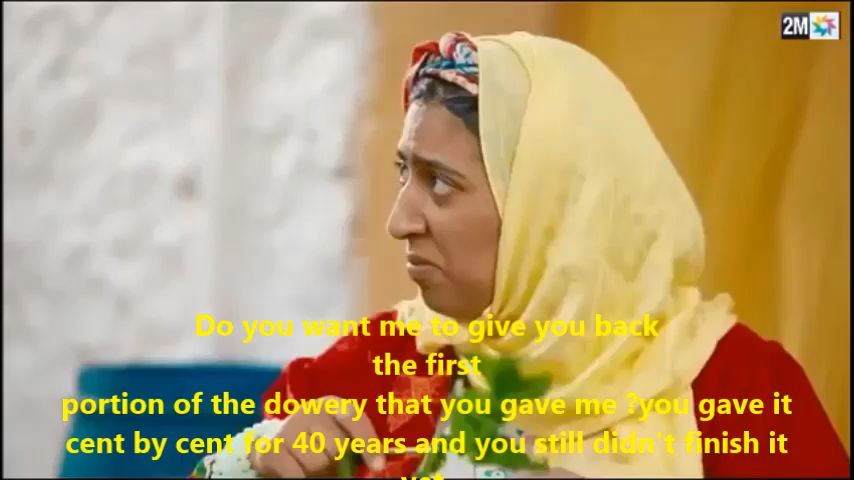 2M
Do you want me to give you back
the first
portion of the dowery that you gave me ?you gave it
cent by cent for 40 years and you still didn't finish it
yet